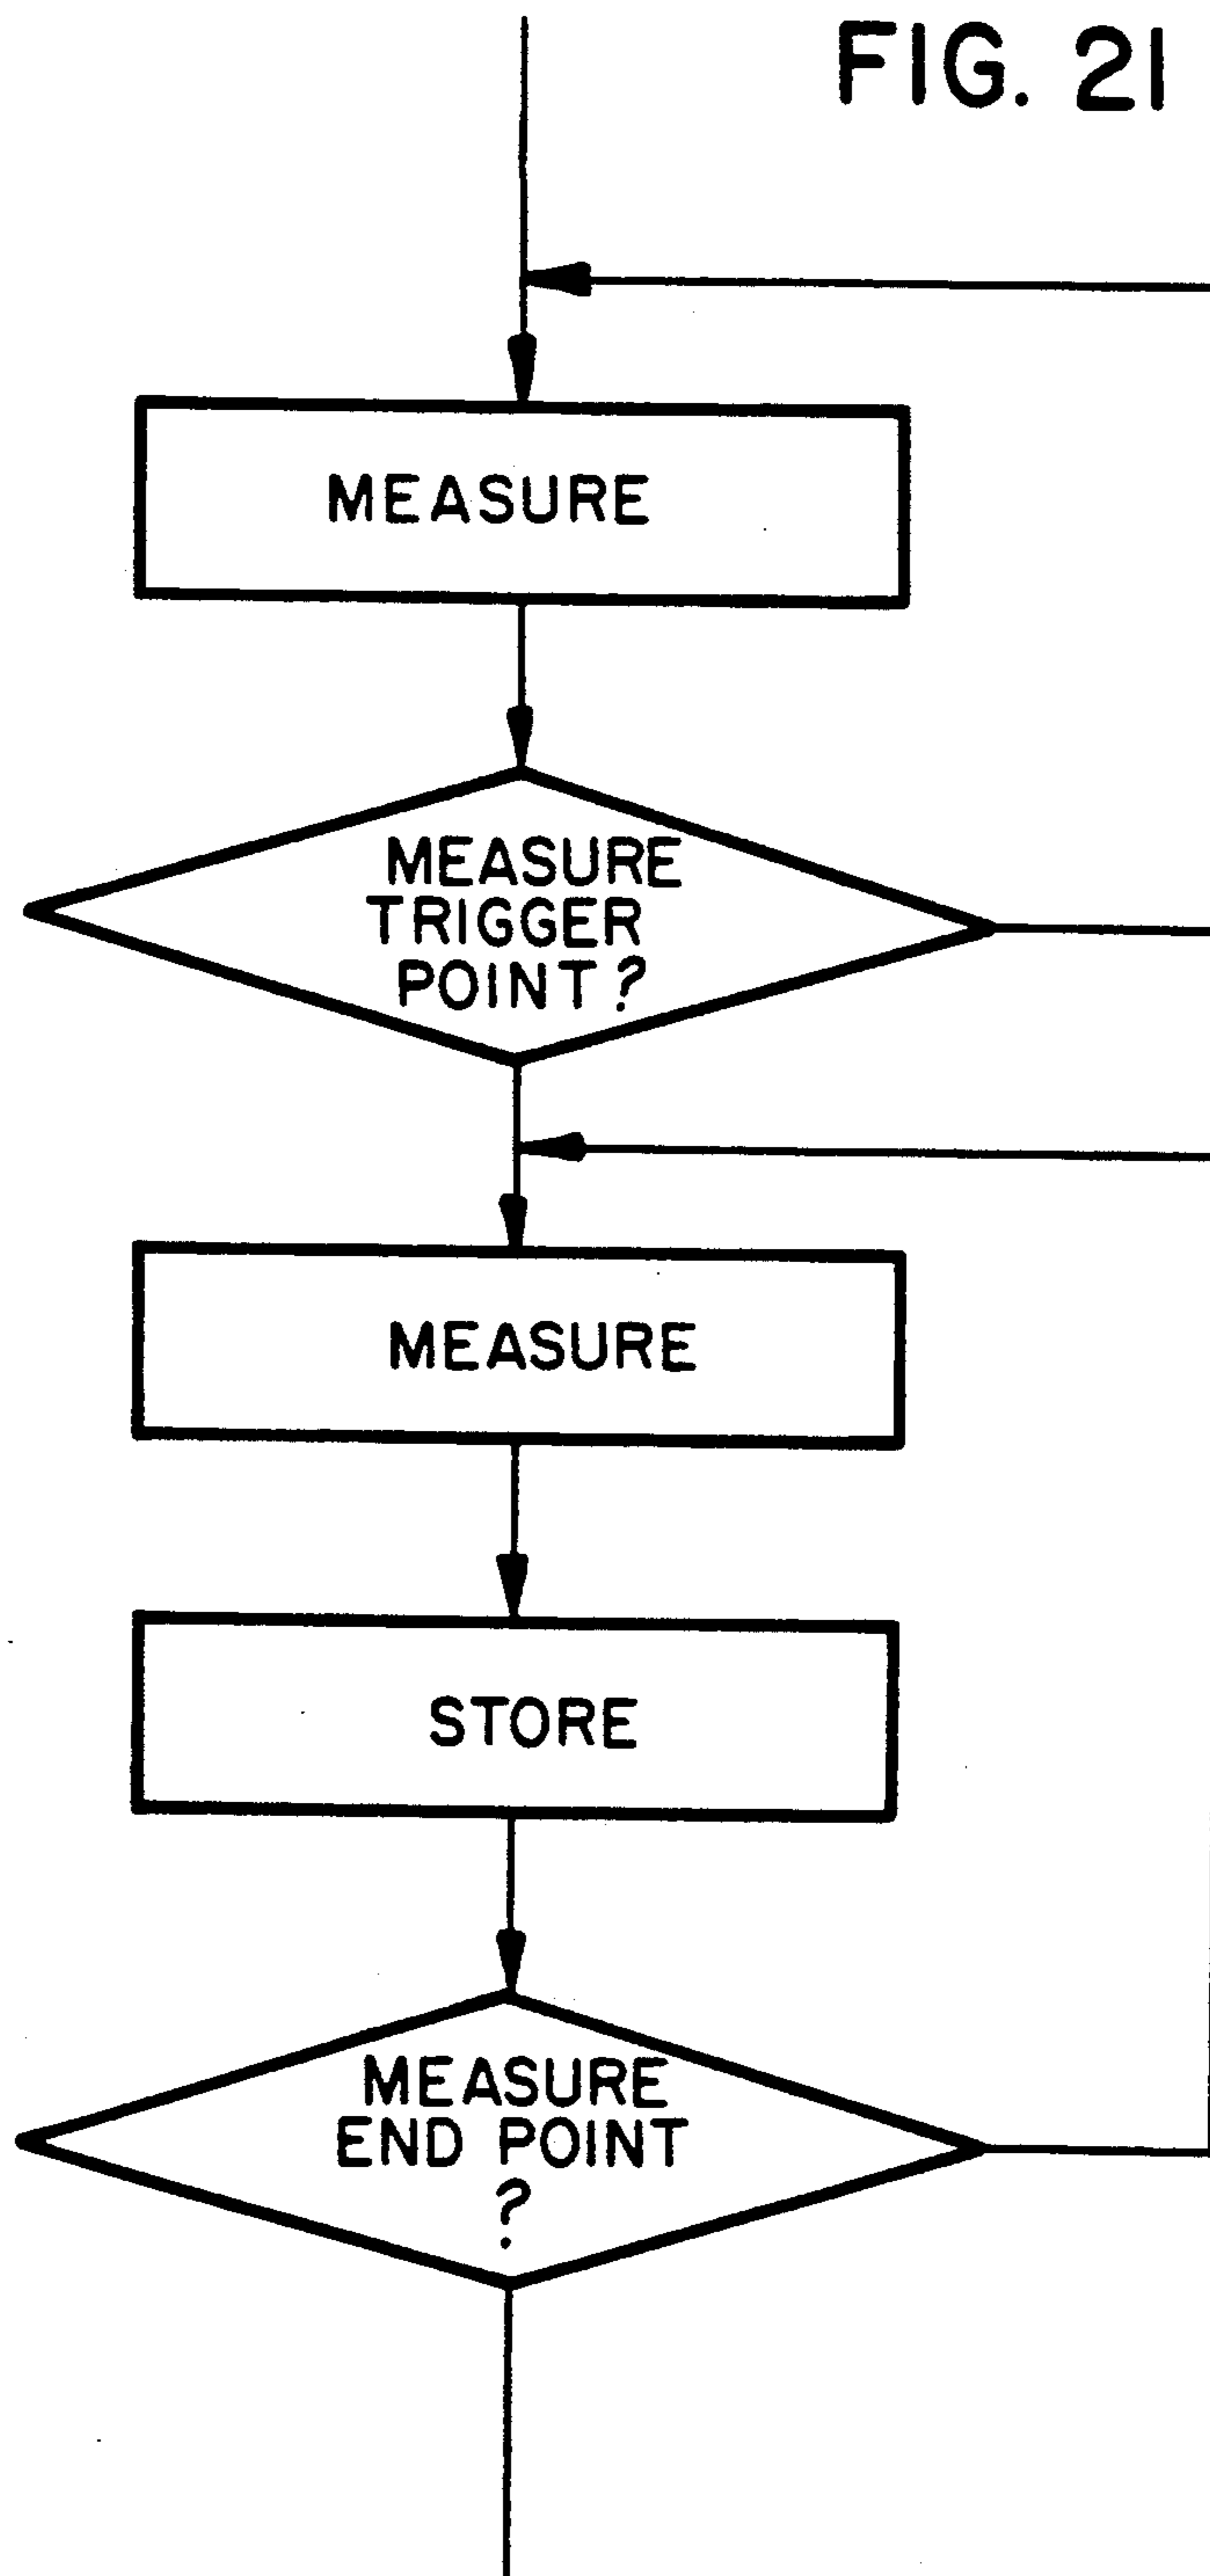 FIG. 21
MEASURE
MEASURE
TRIGGER
POINT?
MEASURE
STORE
MEASURE
END POINT
?